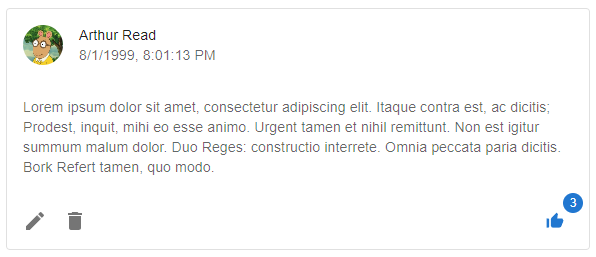 Arthur Read
8/1/1999, 8:01:13 PM
Lorem ipsum dolor sit amet, consectetur adipiscing elit. Itaque contra est, ac dicitis;
Prodest, inquit, mihi eo esse animo. Urgent tamen et nihil remittunt. Non est igitur
summum malum dolor. Duo Reges: constructio interrete. Omnia peccata paria dicitis.
Bork Refert tamen, quo modo.
3